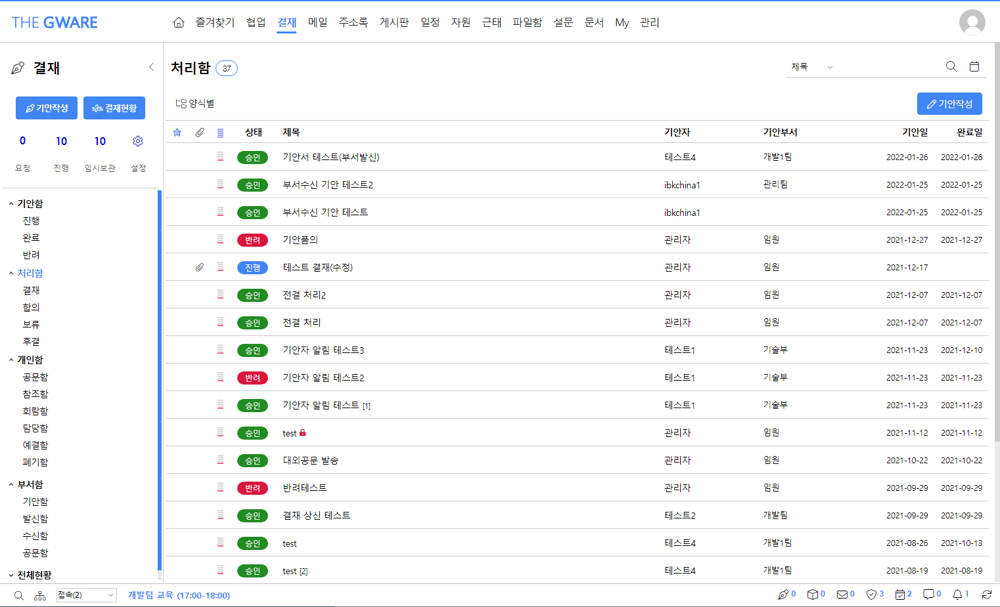 THE GWARE
즐겨찾기 협업 결재 메일 주소록 게시판 일정 자원 근태 파일함 설문 문서 My 관리
결재
기안작성 결재현황
0 10 10
요청 진행 임시보관 설정
기안함
진행
완료
반려
처리함
결재
합의
보류
후결
개인함
공문함
참조함
회람함
담당함
예결함
폐기함
부서함
기안함
발신함
수신함
공문함
전체현황
처리함 37
제목
양식별
기안작성
상태 제목 기안자 기안부서 기안일 완료일
승인 기안서 테스트(부서발신) 테스트4 개발1팀 2022-01-26 2022-01-26
승인 부서수신 기안 테스트2 ibkchina1 관리팀 2022-01-25 2022-01-25
승인 부서수신 기안 테스트 ibkchina1 2022-01-25 2022-01-25
반려 기안품의 관리자 임원 2021-12-27 2021-12-27
진행 테스트 결재(수정) 관리자 임원 2021-12-17
승인 전결 처리2 관리자 임원 2021-12-07 2021-12-07
승인 전결 처리 관리자 임원 2021-12-07 2021-12-07
승인 기안자 알림 테스트3 테스트1 기술부 2021-11-23 2021-12-10
반려 기안자 알림 테스트2 테스트1 기술부 2021-11-23 2021-11-23
승인 기안자 알림 테스트 [1] 테스트1 기술부 2021-11-23 2021-11-23
승인 test 관리자 임원 2021-11-12 2021-11-12
승인 대외공문 발송 관리자 임원 2021-10-22 2021-10-22
반려 반려테스트 관리자 임원 2021-09-29 2021-09-29
승인 결재 상신 테스트 테스트2 개발팀 2021-09-29 2021-09-29
승인 test 테스트4 개발1팀 2021-08-26 2021-10-13
승인 test [2] 테스트4 개발1팀 2021-08-19 2021-08-19
접속(2) 개발팀 교육 (17:00-18:00) 0 0 0 3 2 0 1